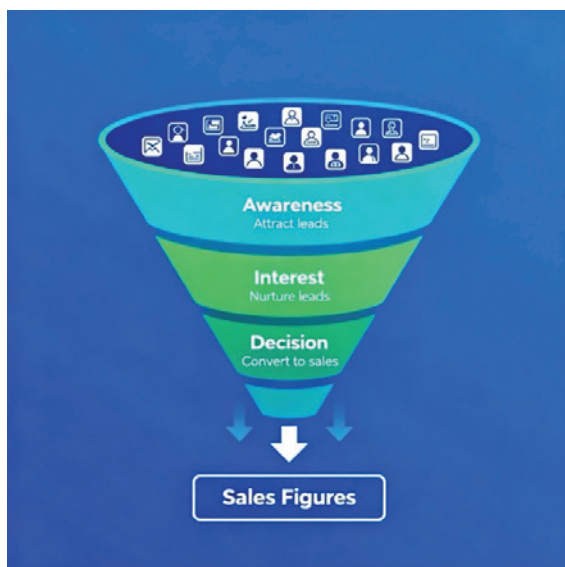 Awareness
Attract leads
Interest
Nurture leads
Decision
Convert to sales
Sales Figures